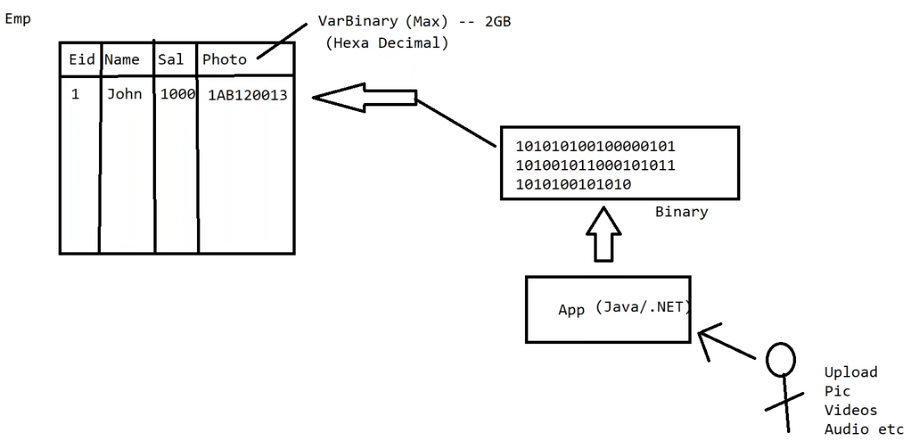 Emp
VarBinary (Max) -- 2GB
(Hexa Decimal)
Eid Name Sal Photo
1 John 1000 1AB120013
101010100100000101
101001011000101011
1010100101010
Binary
App (Java/.NET)
Upload
Pic
Videos
Audio etc